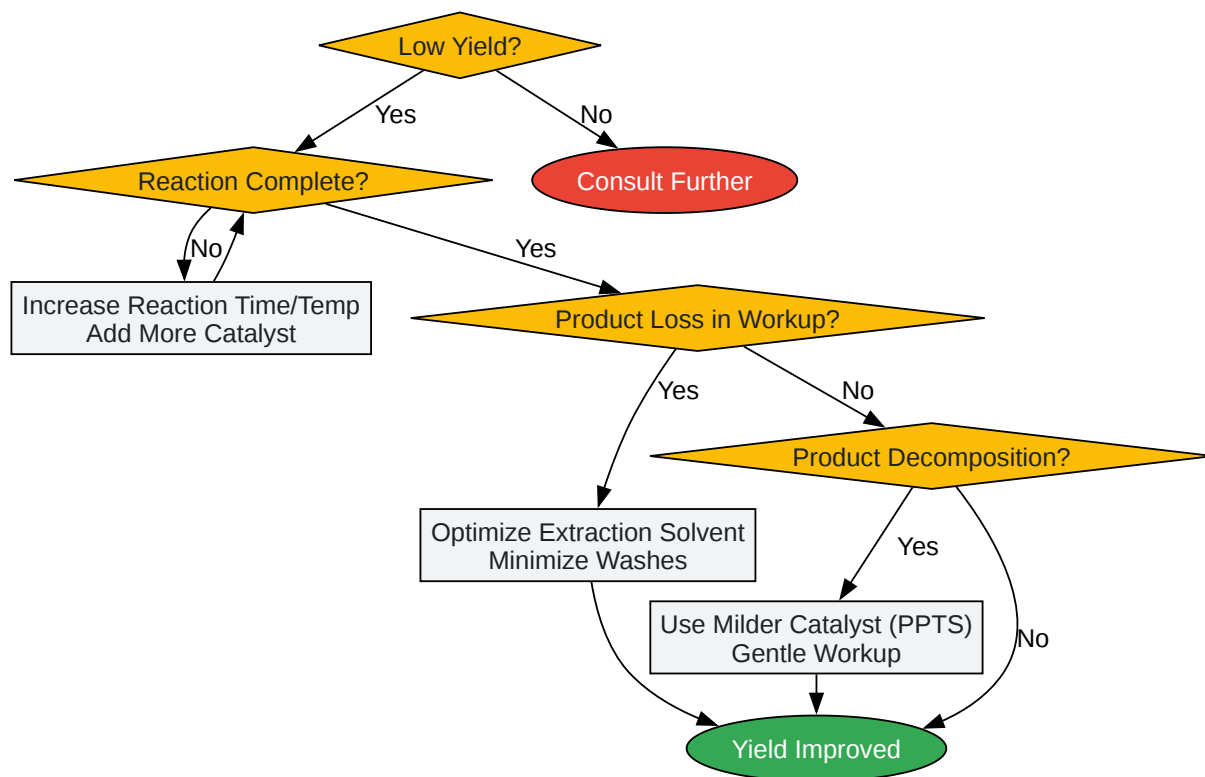 Low Yield?
Yes
No
Reaction Complete?
Consult Further
No
Yes
Increase Reaction Time/Temp
Add More Catalyst
Product Loss in Workup?
Yes
No
Product Decomposition?
Optimize Extraction Solvent
Minimize Washes
Yes
Use Milder Catalyst (PPTS)
Gentle Workup
No
Yield Improved